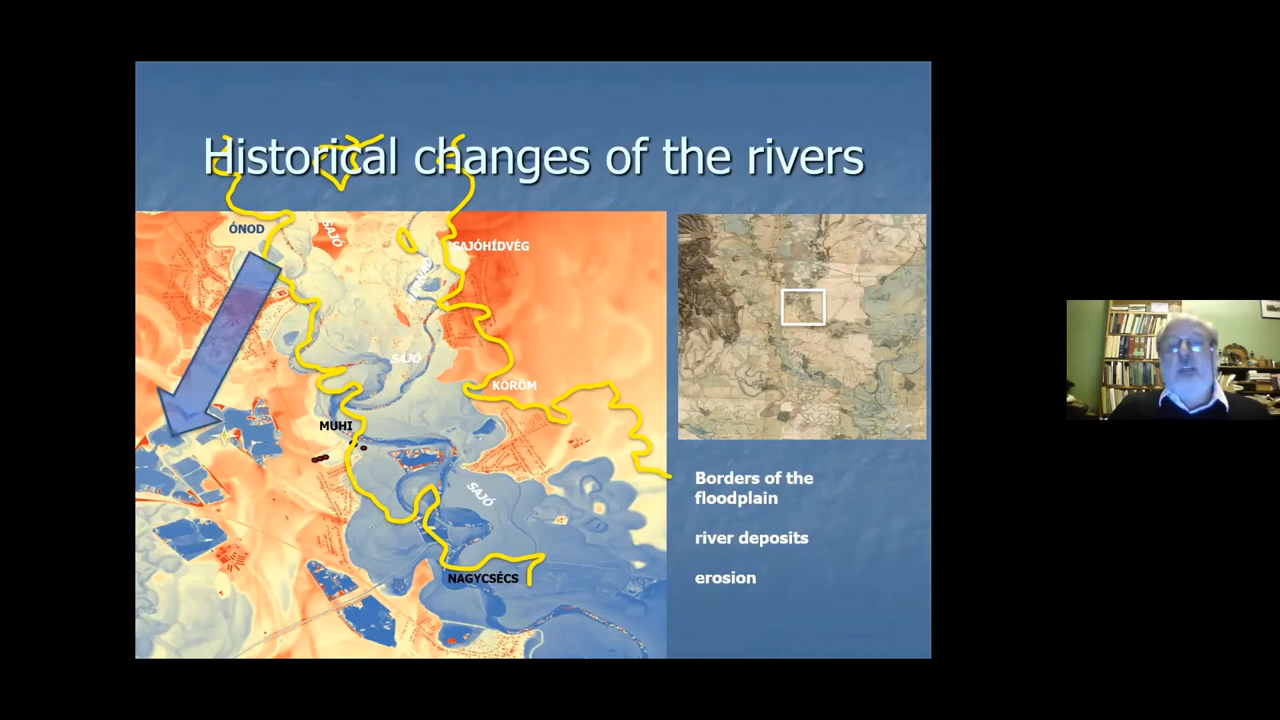 Historical changes of the rivers
ÓNOD
SAJÓ
SAJÓHÍDVÉG
SAJÓ
KÖRÖM
MUHI
SAJÓ
NAGYCSÉCS
Borders of the
floodplain
river deposits
erosion